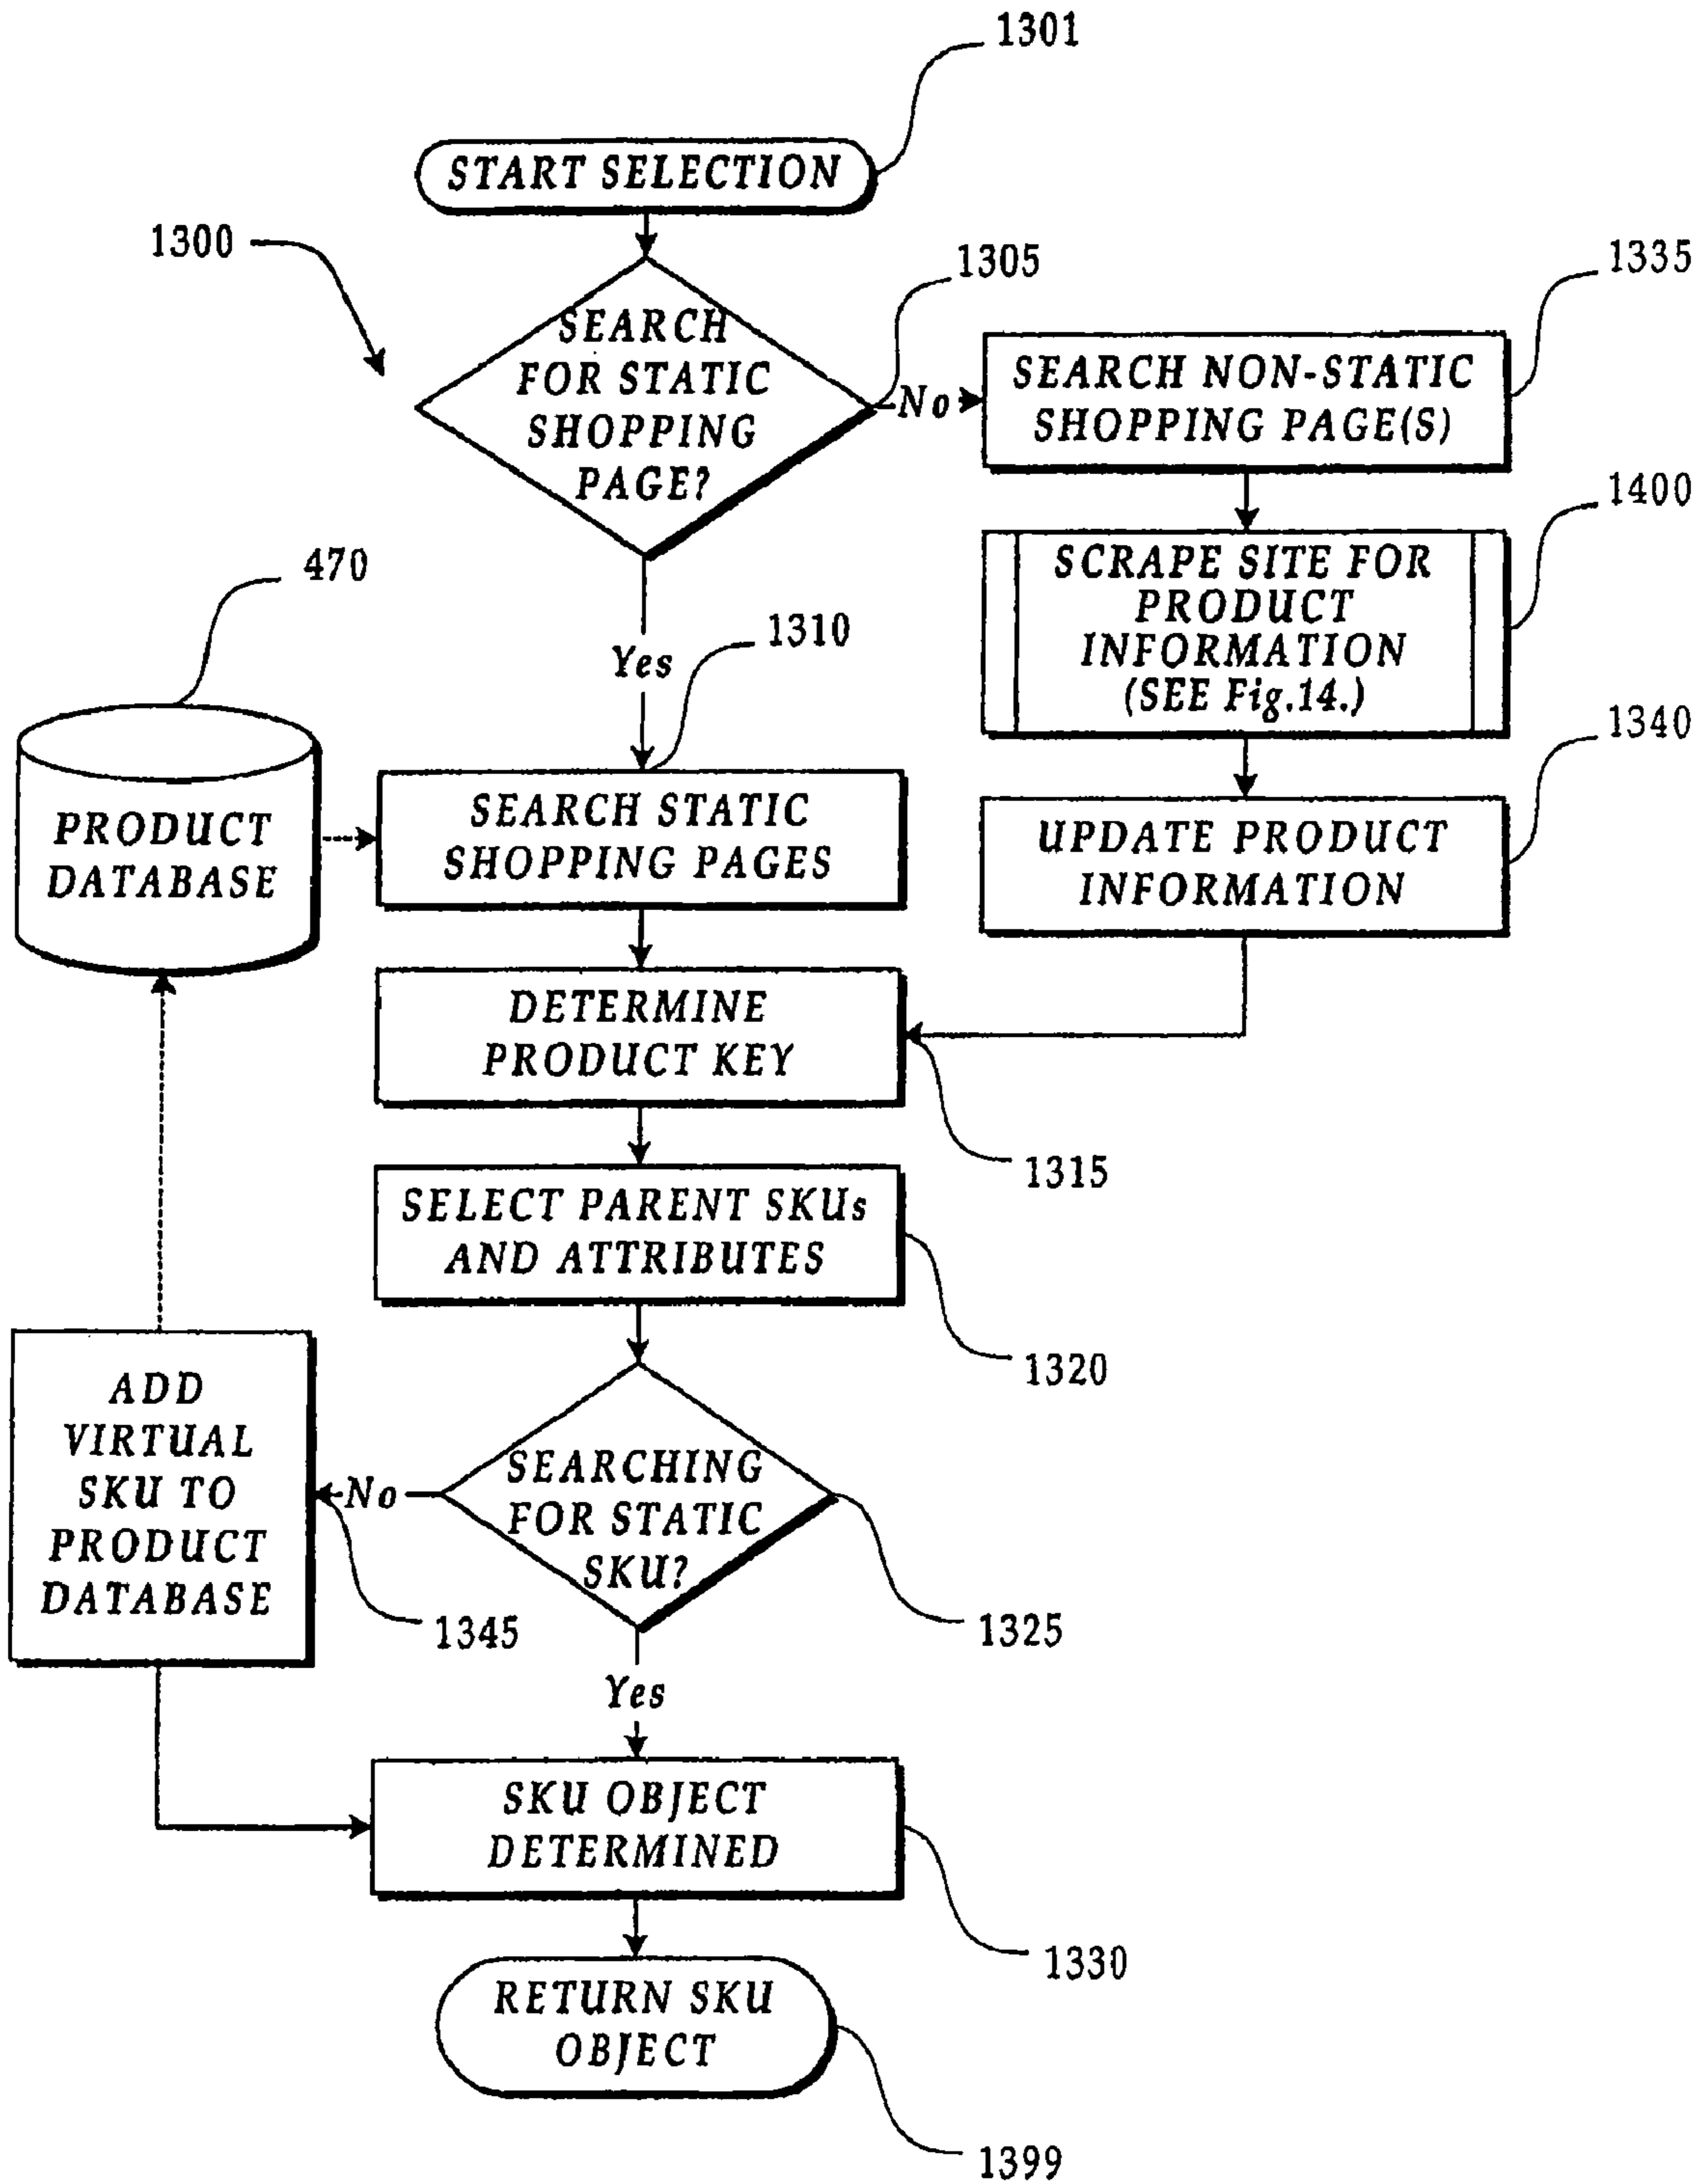 1301
START SELECTION
1300
1305
1335
SEARCH
FOR STATIC
SHOPPING
PAGE?
No
SEARCH NON-STATIC
SHOPPING PAGE(S)
1400
SCRAPE SITE FOR
PRODUCT
INFORMATION
(SEE Fig.14.)
470
Yes
1310
1340
PRODUCT
DATABASE
SEARCH STATIC
SHOPPING PAGES
UPDATE PRODUCT
INFORMATION
DETERMINE
PRODUCT KEY
1315
SELECT PARENT SKUs
AND ATTRIBUTES
1320
ADD
VIRTUAL
SKU TO
PRODUCT
DATABASE
No
SEARCHING
FOR STATIC
SKU?
1345
1325
Yes
SKU OBJECT
DETERMINED
1330
RETURN SKU
OBJECT
1399